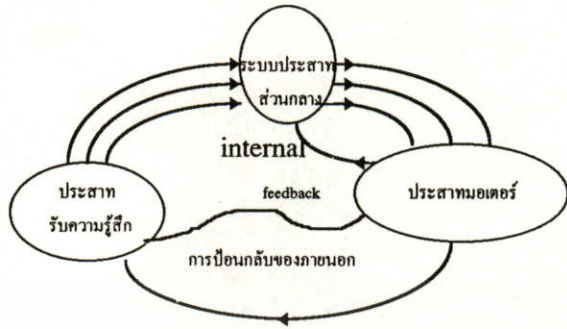 ระบบประสาท
ส่วนกลาง
internal
feedback
ประสาท
รับความรู้สึก
ประสาทมอเตอร์
การป้อนกลับของภายนอก